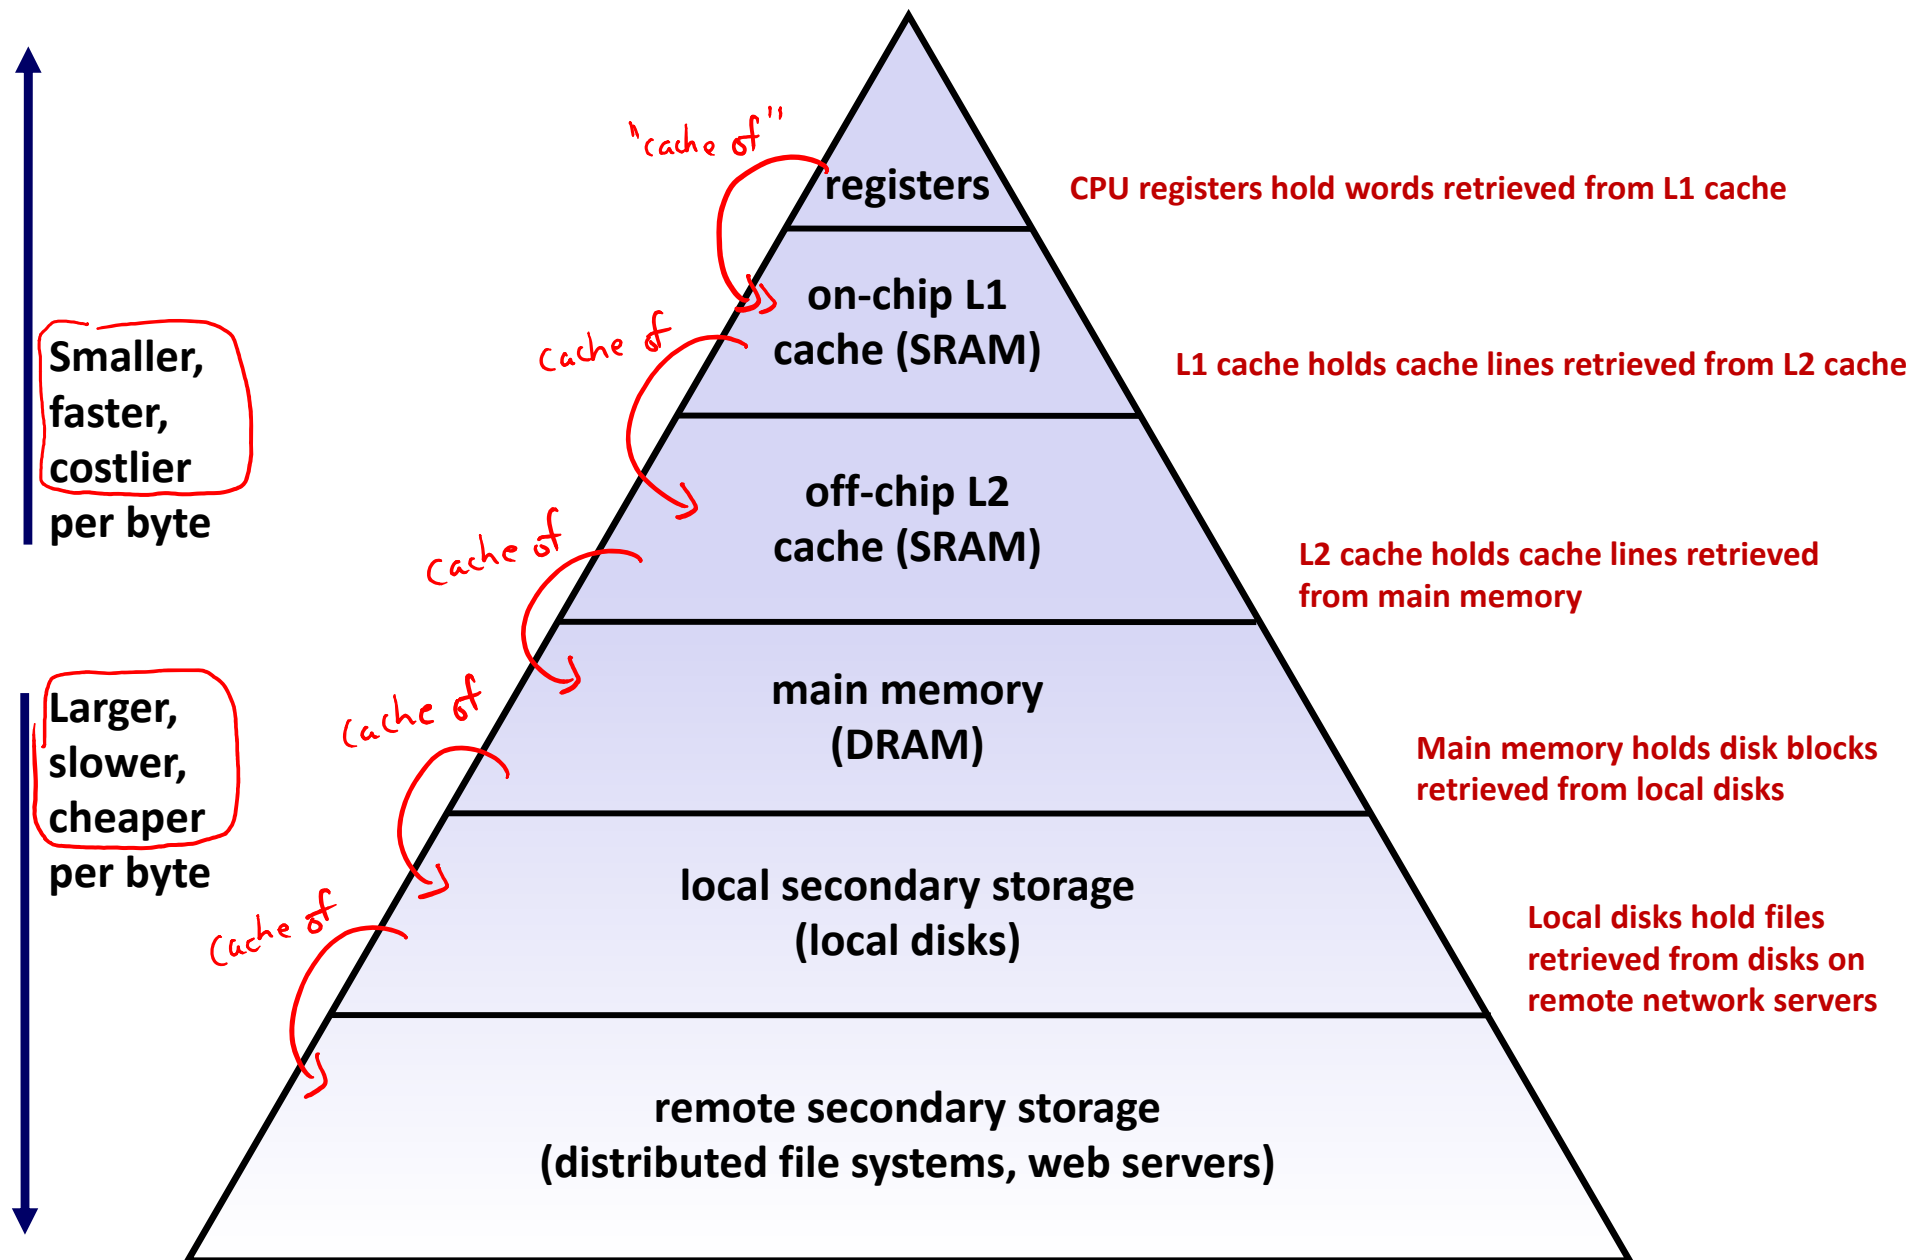 "cache of"
registers
CPU registers hold words retrieved from L1 cache
on-chip L1
cache (SRAM)
cache of
L1 cache holds cache lines retrieved from L2 cache
Smaller,
faster,
costlier
per byte
off-chip L2
cache (SRAM)
cache of
L2 cache holds cache lines retrieved
from main memory
Larger,
slower,
cheaper
per byte
cache of
main memory
(DRAM)
Main memory holds disk blocks
retrieved from local disks
cache of
local secondary storage
(local disks)
Local disks hold files
retrieved from disks on
remote network servers
remote secondary storage
(distributed file systems, web servers)